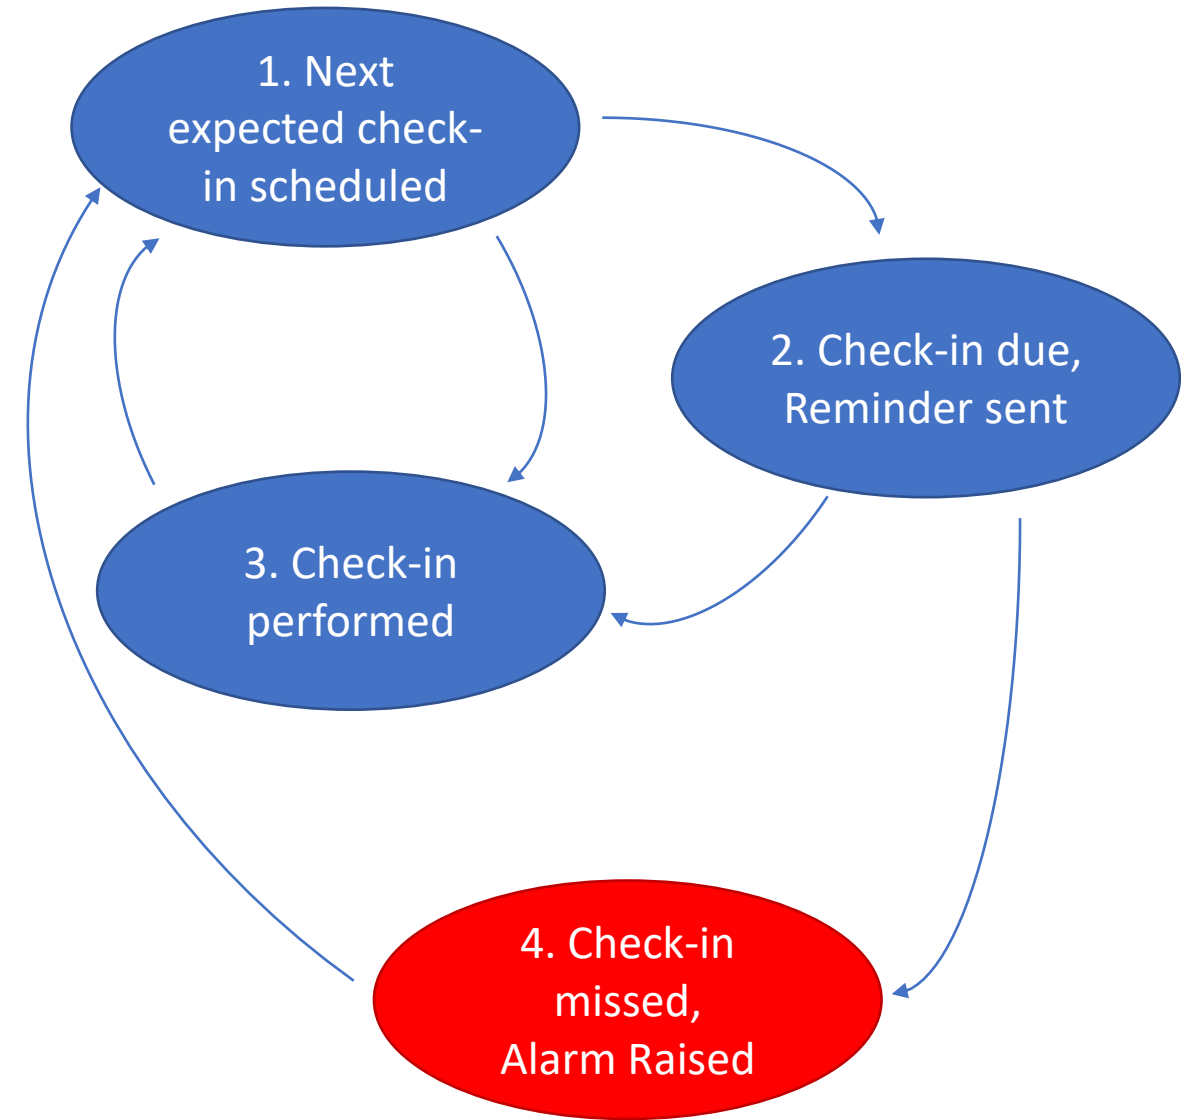 1. Next
expected check-
in scheduled
2. Check-in due,
Reminder sent
3. Check-in
performed
4. Check-in
missed,
Alarm Raised